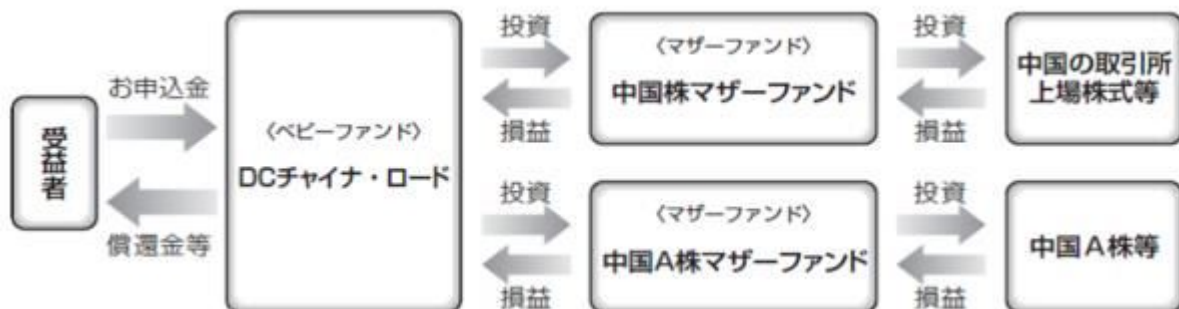 受益者
お申込金
償還金等
〈ベビーファンド〉
DCチャイナ・ロード
投資
損益
〈マザーファンド〉
中国株マザーファンド
投資
損益
中国の取引所
上場株式等
投資
損益
〈マザーファンド〉
中国A株マザーファンド
投資
損益
中国A株等